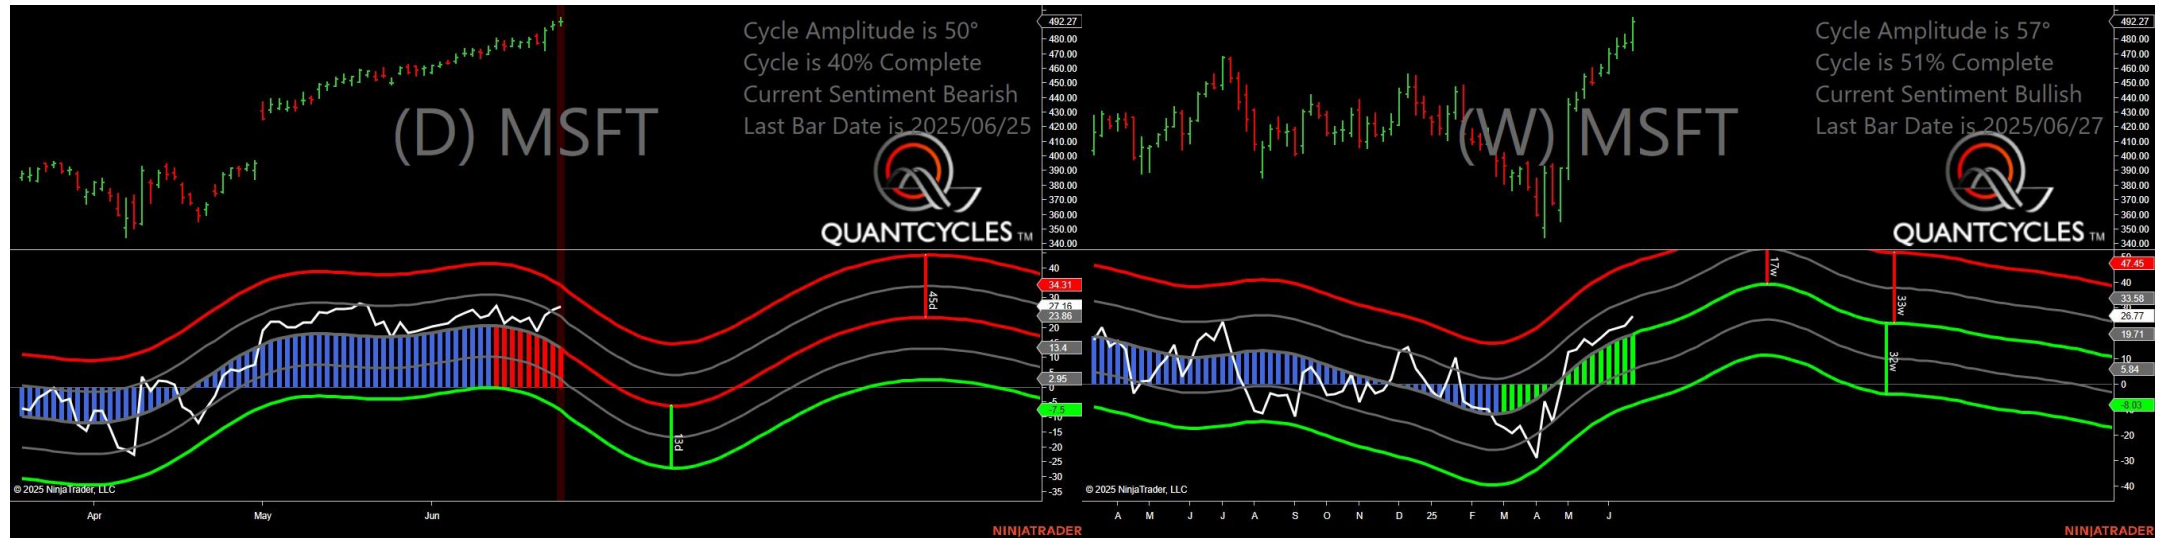 Cycle Amplitude is 50°
Cycle is 40% Complete
Current Sentiment Bearish
Last Bar Date is 2025/06/25
(D) MSFT
QUANTCYCLES TM
492.27
480.00
470.00
460.00
450.00
440.00
430.00
420.00
410.00
400.00
390.00
380.00
370.00
360.00
350.00
340.00
40
34.31
30
27.16
23.86
20
13.4
10
5
2.95
0
-5
-7.5
-10
-15
-20
-25
-30
-35
45d
13d
© 2025 NinjaTrader, LLC
Apr
May
Jun
NINJATRADER
Cycle Amplitude is 57°
Cycle is 51% Complete
Current Sentiment Bullish
Last Bar Date is 2025/06/27
(W) MSFT
QUANTCYCLES TM
492.27
480.00
470.00
460.00
450.00
440.00
430.00
420.00
410.00
400.00
390.00
380.00
370.00
360.00
350.00
340.00
47.45
40
33.58
26.77
19.71
10
5.84
0
-8.03
-20
-30
-40
17w
33w
32w
© 2025 NinjaTrader, LLC
A M J J A S O N D 25 F M A M J
NINJATRADER